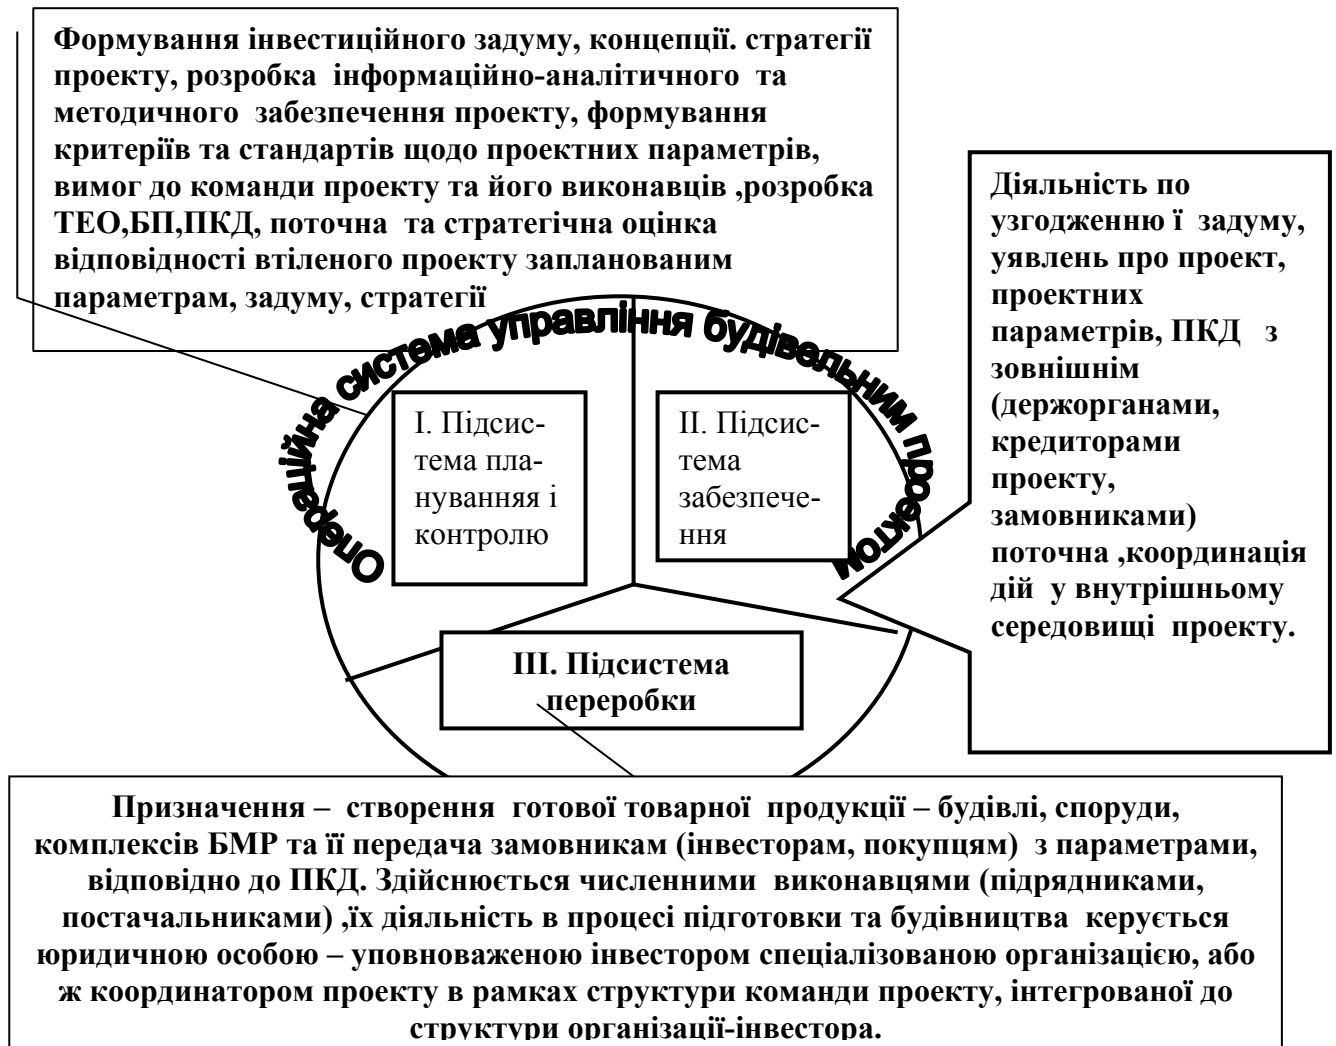 Формування інвестиційного задуму, концепції. стратегії
проекту, розробка інформаційно-аналітичного та
методичного забезпечення проекту, формування
критеріїв та стандартів щодо проектних параметрів,
вимог до команди проекту та його виконавців ,розробка
ТЕО,БП,ПКД, поточна та стратегічна оцінка
відповідності втіленого проекту запланованим
параметрам, задуму, стратегії
Операційна система управління будівельним проектом
І. Підсис-
тема пла-
нуванняя і
контролю
ІІ. Підсис-
тема
забезпече-
ння
Діяльність по
узгодженню ї задуму,
уявлень про проект,
проектних
параметрів, ПКД з
зовнішнім
(держорганами,
кредиторами
проекту,
замовниками)
поточна ,координація
дій у внутрішньому
середовищі проекту.
ІІІ. Підсистема
переробки
Призначення – створення готової товарної продукції – будівлі, споруди,
комплексів БМР та її передача замовникам (інвесторам, покупцям) з параметрами,
відповідно до ПКД. Здійснюється численними виконавцями (підрядниками,
постачальниками) ,їх діяльність в процесі підготовки та будівництва керується
юридичною особою – уповноваженою інвестором спеціалізованою організацією, або
ж координатором проекту в рамках структури команди проекту, інтегрованої до
структури організації-інвестора.